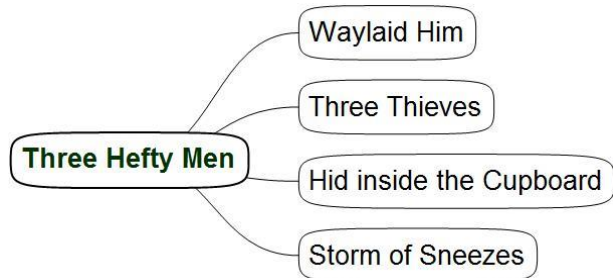 Waylaid Him
Three Thieves
Three Hefty Men
Hid inside the Cupboard
Storm of Sneezes